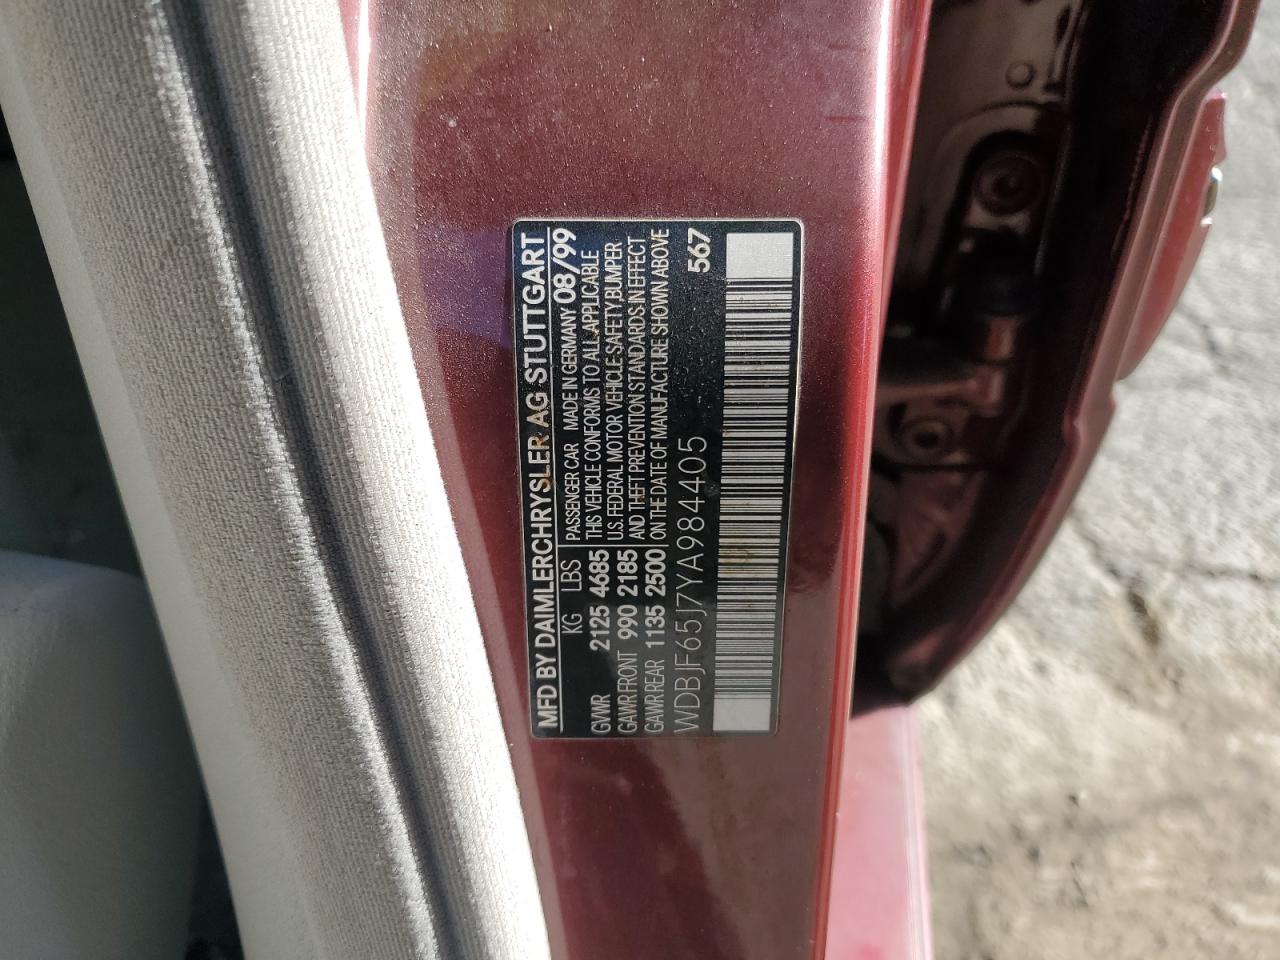 MFD BY DAIMLERCHRYSLER AG STUTTGART
KG LBS PASSENGER CAR MADE IN GERMANY 08/99
GVWR 2125 4685 THIS VEHICLE CONFORMS TO ALL APPLICABLE
GAWR FRONT 990 2185 U.S. FEDERAL MOTOR VEHICLE SAFETY, BUMPER
GAWR REAR 1135 2500 AND THEFT PREVENTION STANDARDS IN EFFECT
ON THE DATE OF MANUFACTURE SHOWN ABOVE
WDBJF65J7YA984405 567